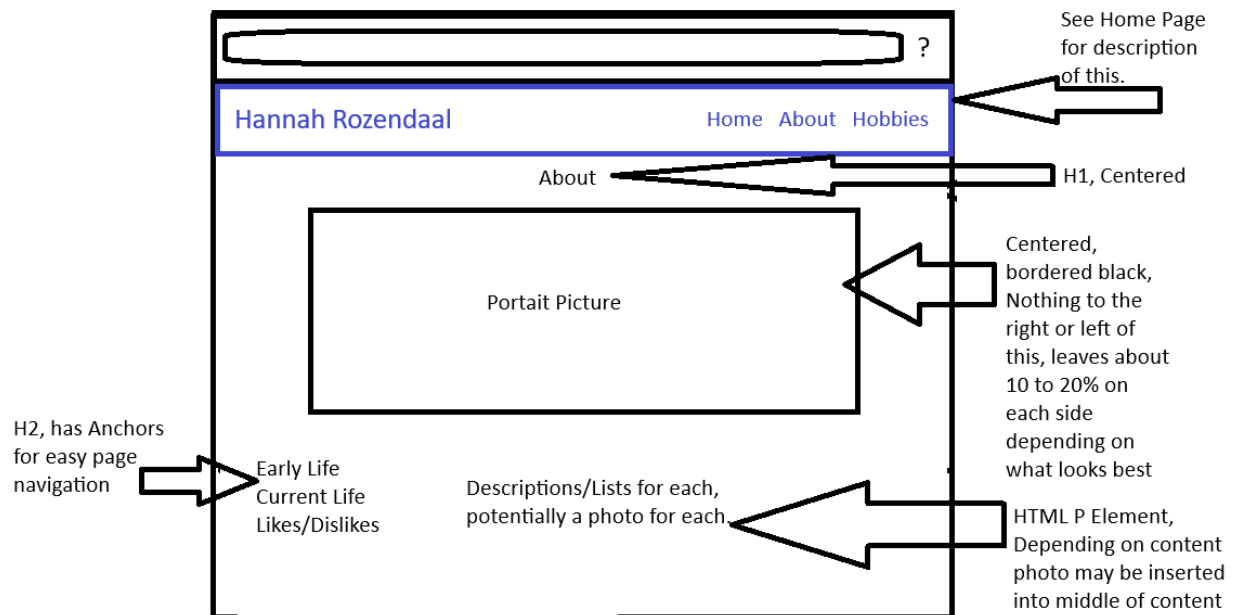 See Home Page
for description
of this.
?
Hannah Rozendaal
Home About Hobbies
About
H1, Centered
Portait Picture
Centered,
bordered black,
Nothing to the
right or left of
this, leaves about
10 to 20% on
each side
depending on
what looks best
H2, has Anchors
for easy page
navigation
Early Life
Current Life
Likes/Dislikes
Descriptions/Lists for each,
potentially a photo for each.
HTML P Element,
Depending on content
photo may be inserted
into middle of content